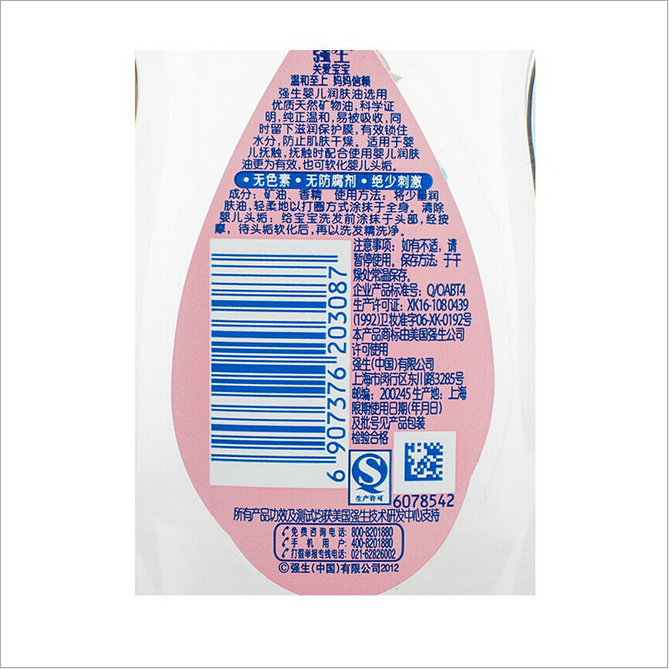 强生®
关爱宝宝
温和至上 妈妈信赖
强生婴儿润肤油选用
优质天然矿物油,科学证
明,纯正温和,易被吸收,同
时留下滋润保护膜,有效锁住
水分,防止肌肤干燥。适用于婴
儿抚触,抚触时配合使用婴儿润肤
油更为有效,也可软化婴儿头垢。
·无色素·无防腐剂·绝少刺激
成分:矿油、香精 使用方法:将少量润
肤油,轻柔地以打圈方式涂抹于全身。清除
婴儿头垢:给宝宝洗发前涂抹于头部,经按
摩,待头垢软化后,再以洗发精洗净。
注意事项:如有不适,请
暂停使用。保存方法:于干
燥处常温保存。
企业产品标准号:Q/OABT4
生产许可证:XK16-108 0439
(1992)卫妆准字06-XK-0192号
本产品商标由美国强生公司
许可使用
强生(中国)有限公司
上海市闵行区东川路3285号
邮编:200245 生产地:上海
限期使用日期(年月日)
及批号见产品包装
检验合格
6 907376 203087
生产许可
6078542
所有产品功效及测试均获美国强生技术研发中心支持
免费咨询电话:800-8201880
手机用户:400-8201880
打假举报专线电话:021-62826002
©强生(中国)有限公司2012